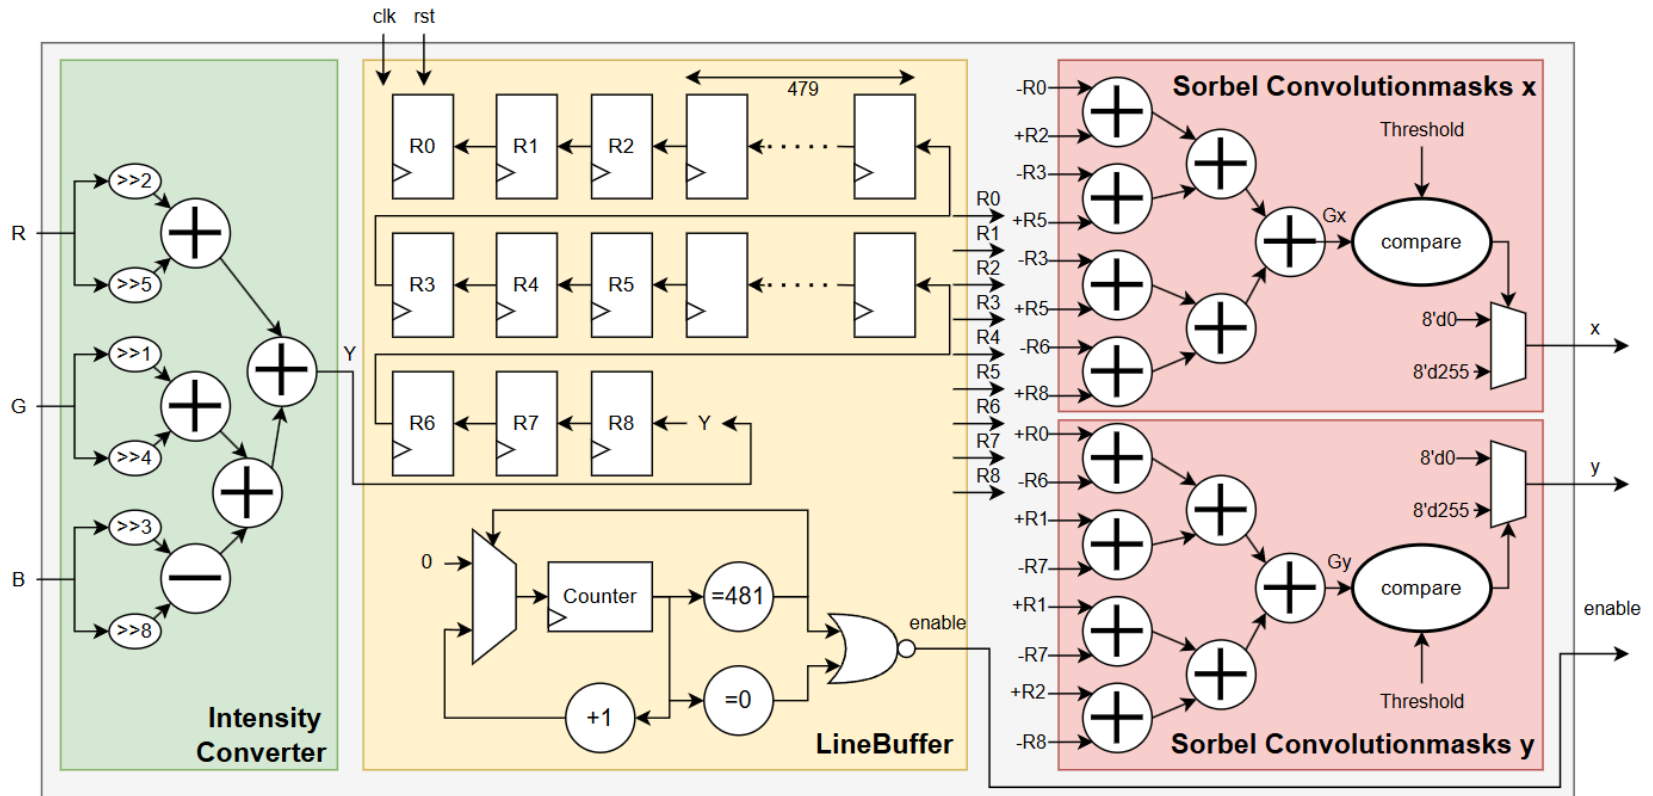 clk rst
R
G
B
>>2
>>5
>>1
>>4
>>3
>>8
Y
Intensity
Converter
479
R0 R1 R2
R3 R4 R5
R6 R7 R8 Y
0
Counter
=481
=0
+1
enable
LineBuffer
R0
R1
R2
R3
R4
R5
R6
R7
R8
Sorbel Convolutionmasks x
-R0
+R2
-R3
+R5
-R3
+R5
-R6
+R8
Gx
Threshold
compare
8'd0
8'd255
x
+R0
-R6
+R1
-R7
+R1
-R7
+R2
-R8
Gy
8'd0
8'd255
compare
Threshold
y
enable
Sorbel Convolutionmasks y